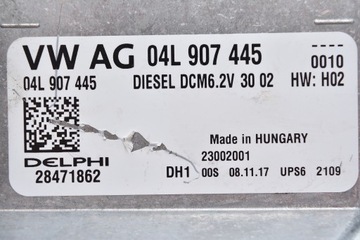 VW AG 04L 907 445
0010
04L 907 445 DIESEL DCM6.2V 30 02 HW: H02
Made in HUNGARY
DELPHI 23002001
28471862 DH1 00S 08.11.17 UPS6 2109